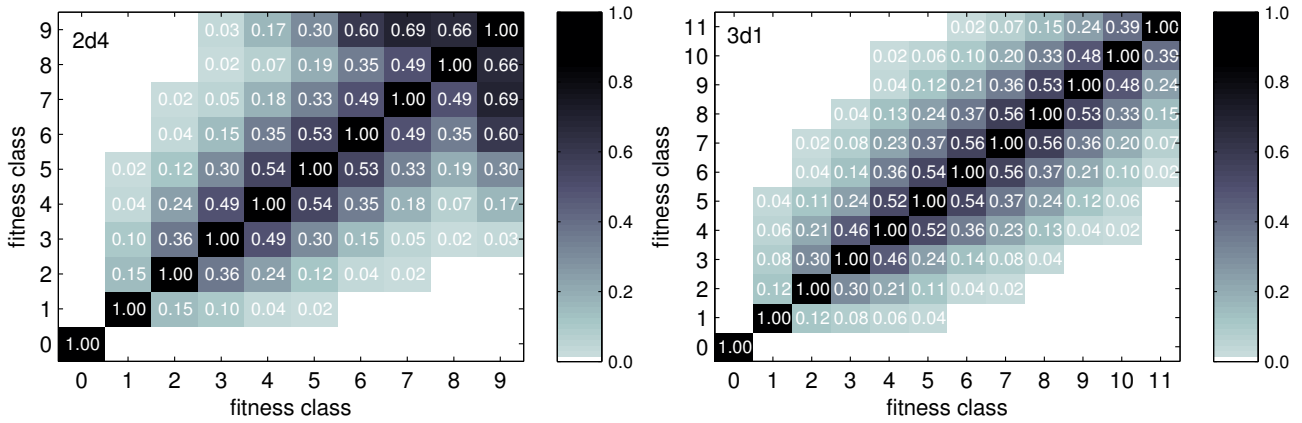 2d4
9 0.03 0.17 0.30 0.60 0.69 0.66 1.00
8 0.02 0.07 0.19 0.35 0.49 1.00 0.66
7 0.02 0.05 0.18 0.33 0.49 1.00 0.49 0.69
6 0.04 0.15 0.35 0.53 1.00 0.49 0.35 0.60
5 0.02 0.12 0.30 0.54 1.00 0.53 0.33 0.19 0.30
4 0.04 0.24 0.49 1.00 0.54 0.35 0.18 0.07 0.17
3 0.10 0.36 1.00 0.49 0.30 0.15 0.05 0.02 0.03
2 0.15 1.00 0.36 0.24 0.12 0.04 0.02
1 1.00 0.15 0.10 0.04 0.02
0 1.00
0 1 2 3 4 5 6 7 8 9
fitness class
fitness class
1.0
0.8
0.6
0.4
0.2
0.0
3d1
11 0.02 0.07 0.15 0.24 0.39 1.00
10 0.02 0.06 0.10 0.20 0.33 0.48 1.00 0.39
9 0.04 0.12 0.21 0.36 0.53 1.00 0.48 0.24
8 0.04 0.13 0.24 0.37 0.56 1.00 0.53 0.33 0.15
7 0.02 0.08 0.23 0.37 0.56 1.00 0.56 0.36 0.20 0.07
6 0.04 0.14 0.36 0.54 1.00 0.56 0.37 0.21 0.10 0.02
5 0.04 0.11 0.24 0.52 1.00 0.54 0.37 0.24 0.12 0.06
4 0.06 0.21 0.46 1.00 0.52 0.36 0.23 0.13 0.04 0.02
3 0.08 0.30 1.00 0.46 0.24 0.14 0.08 0.04
2 0.12 1.00 0.30 0.21 0.11 0.04 0.02
1 1.00 0.12 0.08 0.06 0.04
0 1.00
0 1 2 3 4 5 6 7 8 9 10 11
fitness class
fitness class
1.0
0.8
0.6
0.4
0.2
0.0